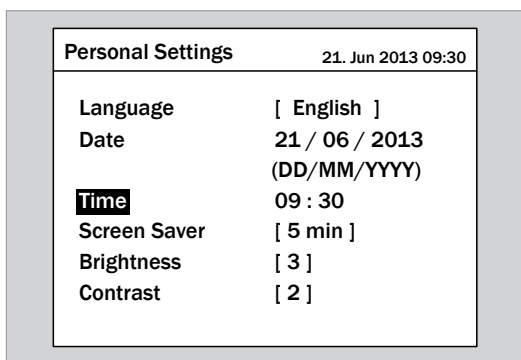 Personal Settings 21. Jun 2013 09:30
Language [ English ]
Date 21 / 06 / 2013
(DD/MM/YYYY)
Time 09 : 30
Screen Saver [ 5 min ]
Brightness [ 3 ]
Contrast [ 2 ]